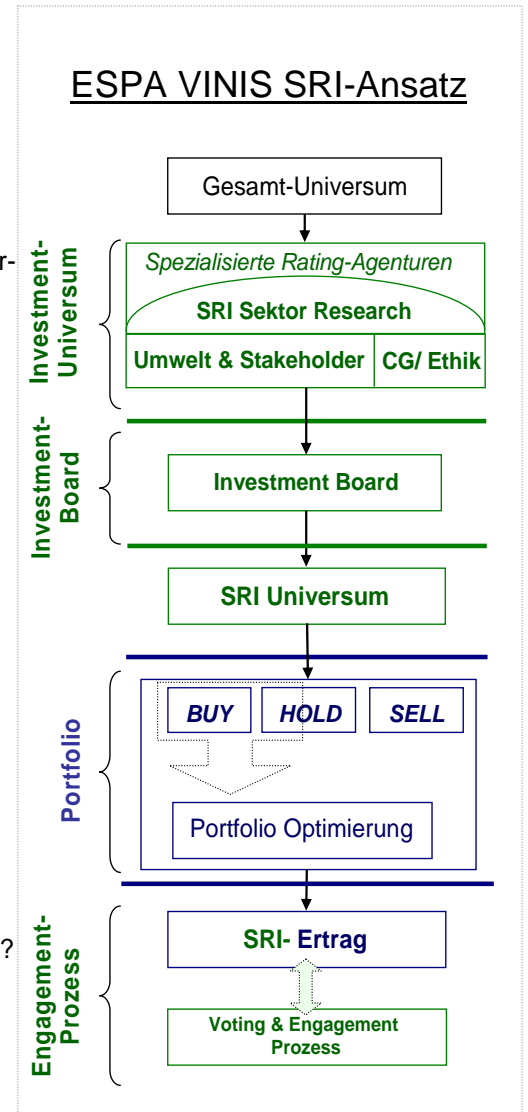 ESPA VINIS SRI-Ansatz
Gesamt-Universum
r-
Investment-
Universum
Spezialisierte Rating-Agenturen
SRI Sektor Research
Umwelt & Stakeholder
CG/ Ethik
Investment-
Board
Investment Board
SRI Universum
Portfolio
BUY
HOLD
SELL
Portfolio Optimierung
?
Engagement-
Prozess
SRI- Ertrag
Voting & Engagement
Prozess